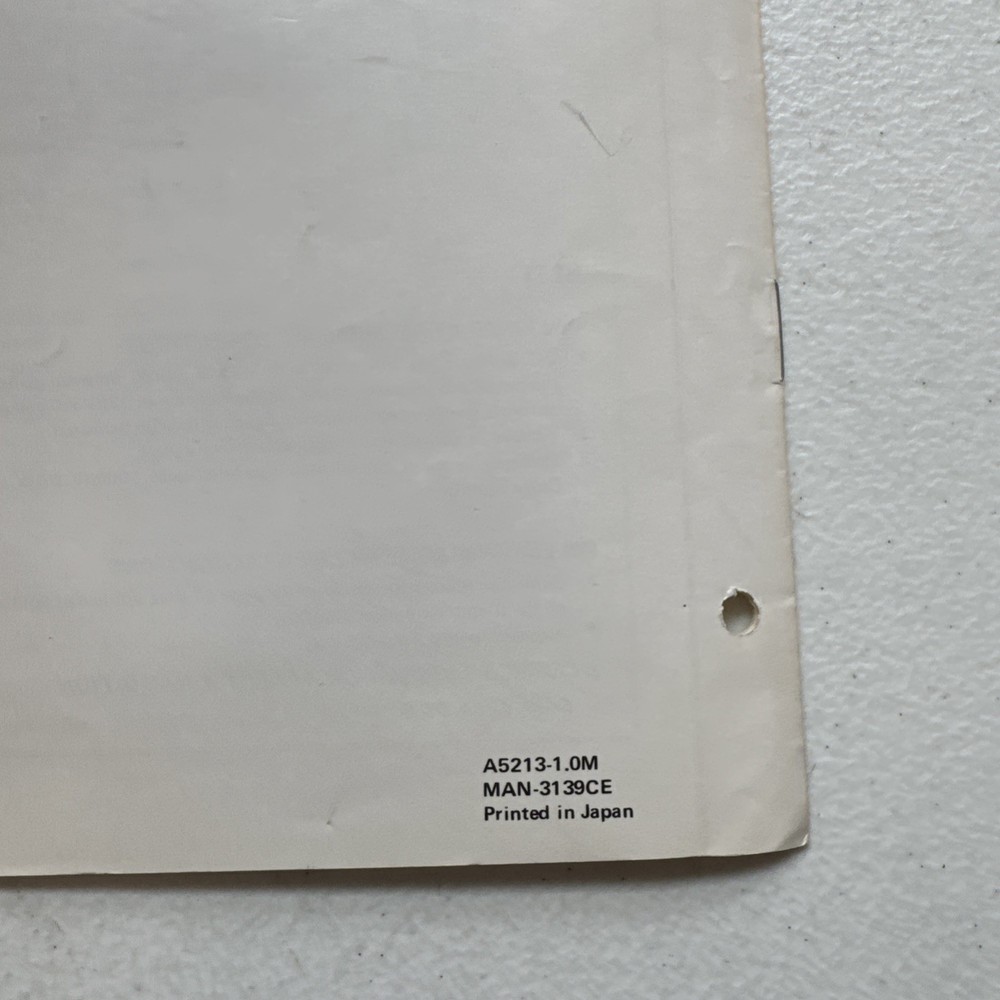 A5213-1.0M
MAN-3139CE
Printed in Japan